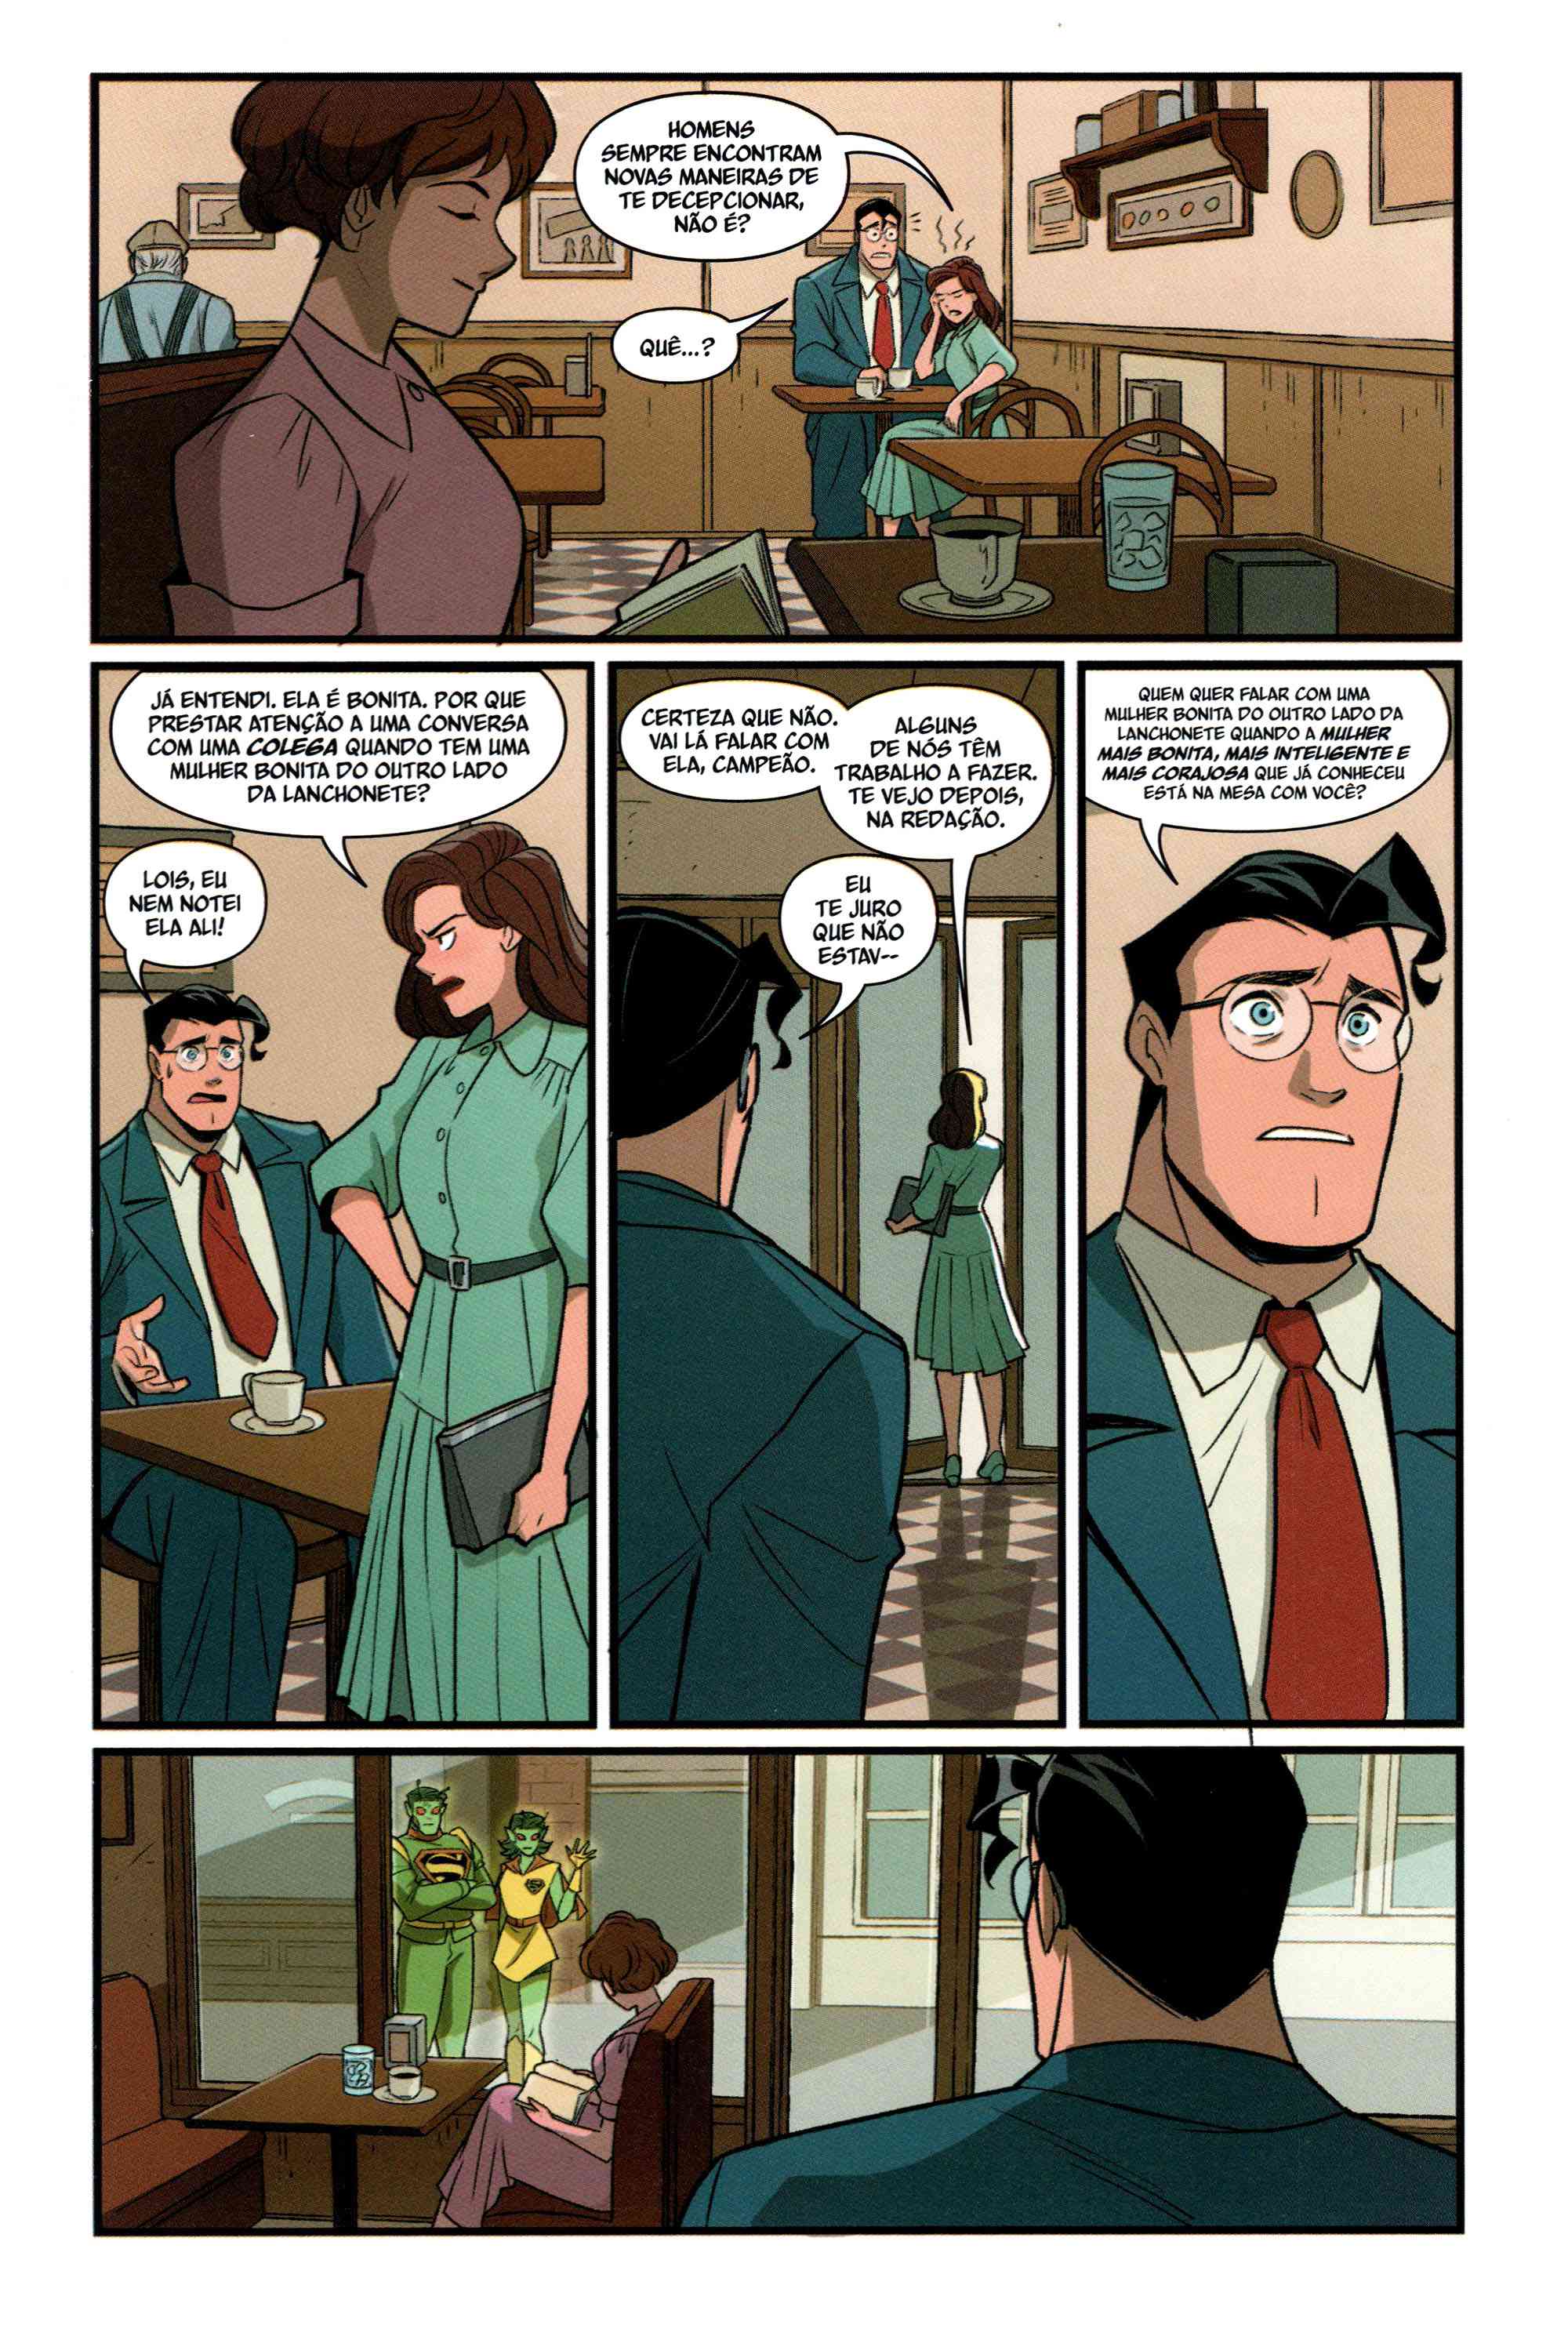 HOMENS
SEMPRE ENCONTRAM
NOVAS MANEIRAS DE
TE DECEPCIONAR,
NÃO É?
QUÊ...?
JÁ ENTENDI. ELA É BONITA. POR QUE
PRESTAR ATENÇÃO A UMA CONVERSA
COM UMA COLEGA QUANDO TEM UMA
MULHER BONITA DO OUTRO LADO
DA LANCHONETE?
LOIS, EU
NEM NOTEI
ELA ALI!
CERTEZA QUE NÃO.
VAI LÁ FALAR COM
ELA, CAMPEÃO.
ALGUNS
DE NÓS TÊM
TRABALHO A FAZER.
TE VEJO DEPOIS,
NA REDAÇÃO.
EU
TE JURO
QUE NÃO
ESTAV--
QUEM QUER FALAR COM UMA
MULHER BONITA DO OUTRO LADO DA
LANCHONETE QUANDO A MULHER
MAIS BONITA, MAIS INTELIGENTE E
MAIS CORAJOSA QUE JÁ CONHECEU
ESTÁ NA MESA COM VOCÊ?